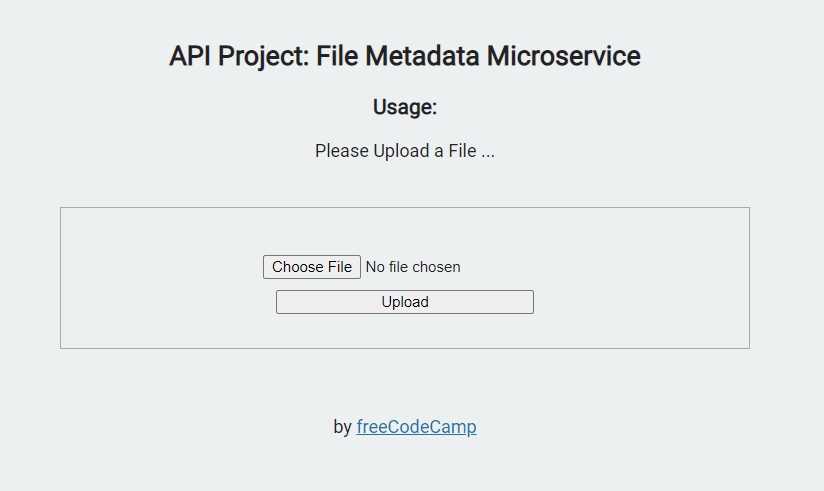 API Project: File Metadata Microservice
Usage:
Please Upload a File ...
Choose File No file chosen
Upload
by freeCodeCamp